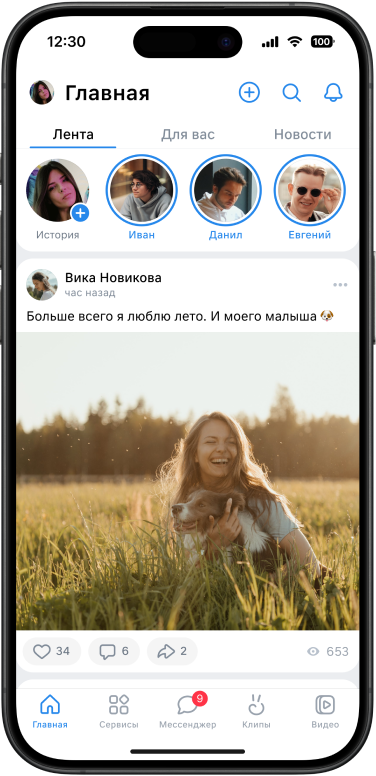 12:30
100
Главная
Лента Для вас Новости
История Иван Данил Евгений
Вика Новикова
час назад
Больше всего я люблю лето. И моего малыша 🐶
34 6 2 653
9
Главная Сервисы Мессенджер Клипы Видео